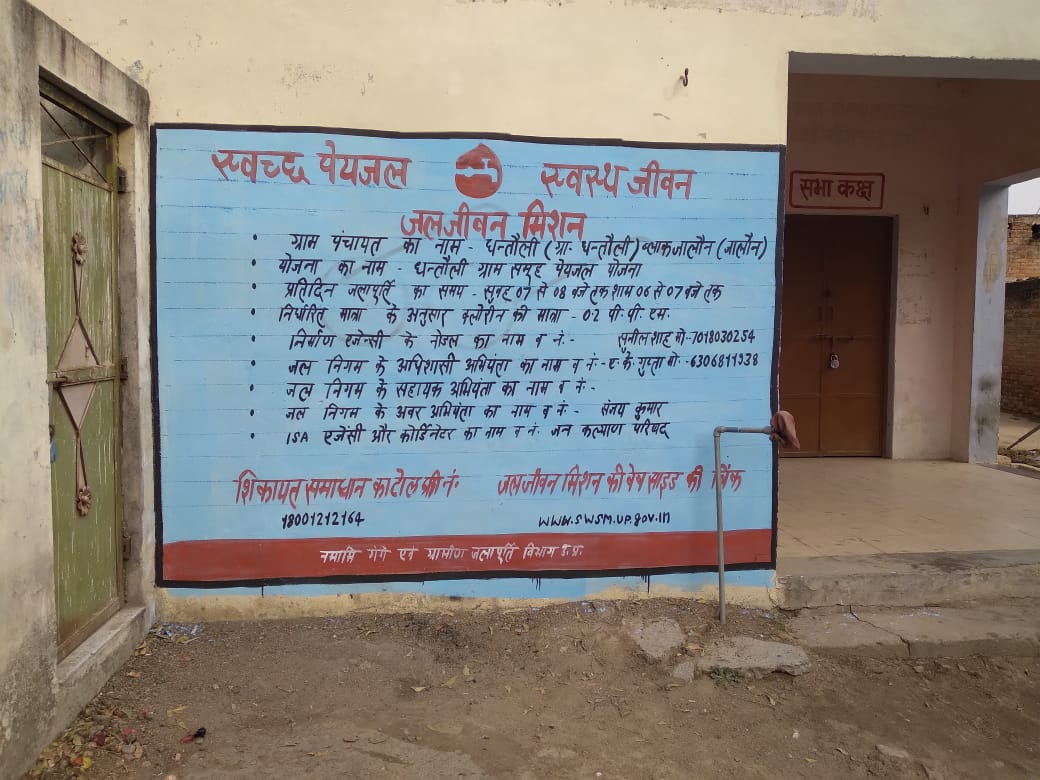 स्वच्छ पेयजल स्वस्थ जीवन
जलजीवन मिशन
सभा कक्ष
• ग्राम पंचायत का नाम - धन्तौली (ग्रा- धन्तौली) ब्लाकजालौन (जालौन)
• योजना का नाम - धन्तौली ग्राम समूह पेयजल योजना
• प्रतिदिन जलापूर्ति का समय - सुबह 07 से 08 बजे तक शाम 06 से 07 बजे तक
• निर्धारित मात्रा के अनुसार क्लोरीन की मात्रा - 0.2 पी. पी. एम.
• निर्माण एजेन्सी के नोडल का नाम व नं.- सुनील शाह मो-7018030254
• जल निगम के अधिशासी अभियंता का नाम व नं:- ए. के. गुप्ता मो:-6306811938
• जल निगम के सहायक अभियंता का नाम व नं:-
• जल निगम के अवर अभियंता का नाम व नं:- संजय कुमार
• ISA एजेंसी और कोर्डिनेटर का नाम व नं. जन कल्याण परिषद्
शिकायत समाधान का टोल फ्री नं. जलजीवन मिशन की वेब साइड की लिंक
18001212164 www.swsm.up.gov.in
नमामि गंगे एवं ग्रामीण जलापूर्ति विभाग उ.प्र.